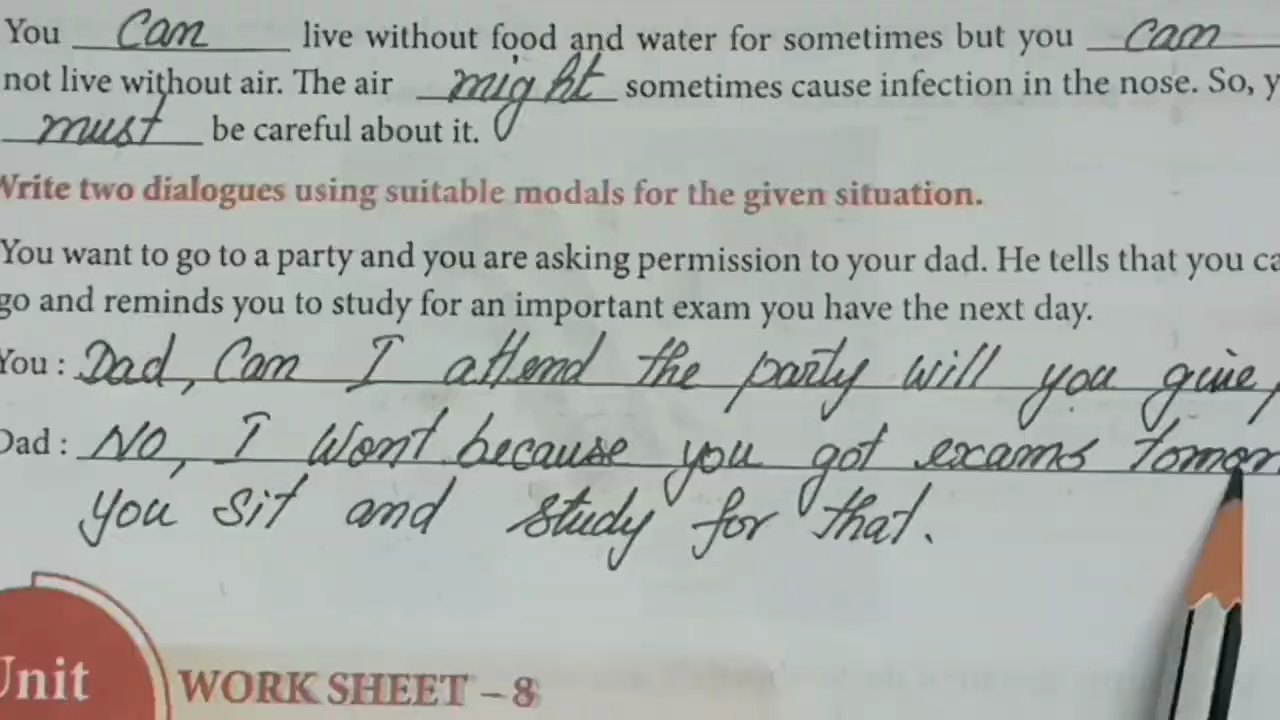 You can live without food and water for sometimes but you can
not live without air. The air might sometimes cause infection in the nose. So, y
must be careful about it.
Write two dialogues using suitable modals for the given situation.
You want to go to a party and you are asking permission to your dad. He tells that you ca
go and reminds you to study for an important exam you have the next day.
You : Dad, Can I attend the party will you give
Dad : No, I Wont because you got exams tomor
you sit and study for that.
Unit
WORK SHEET – 8